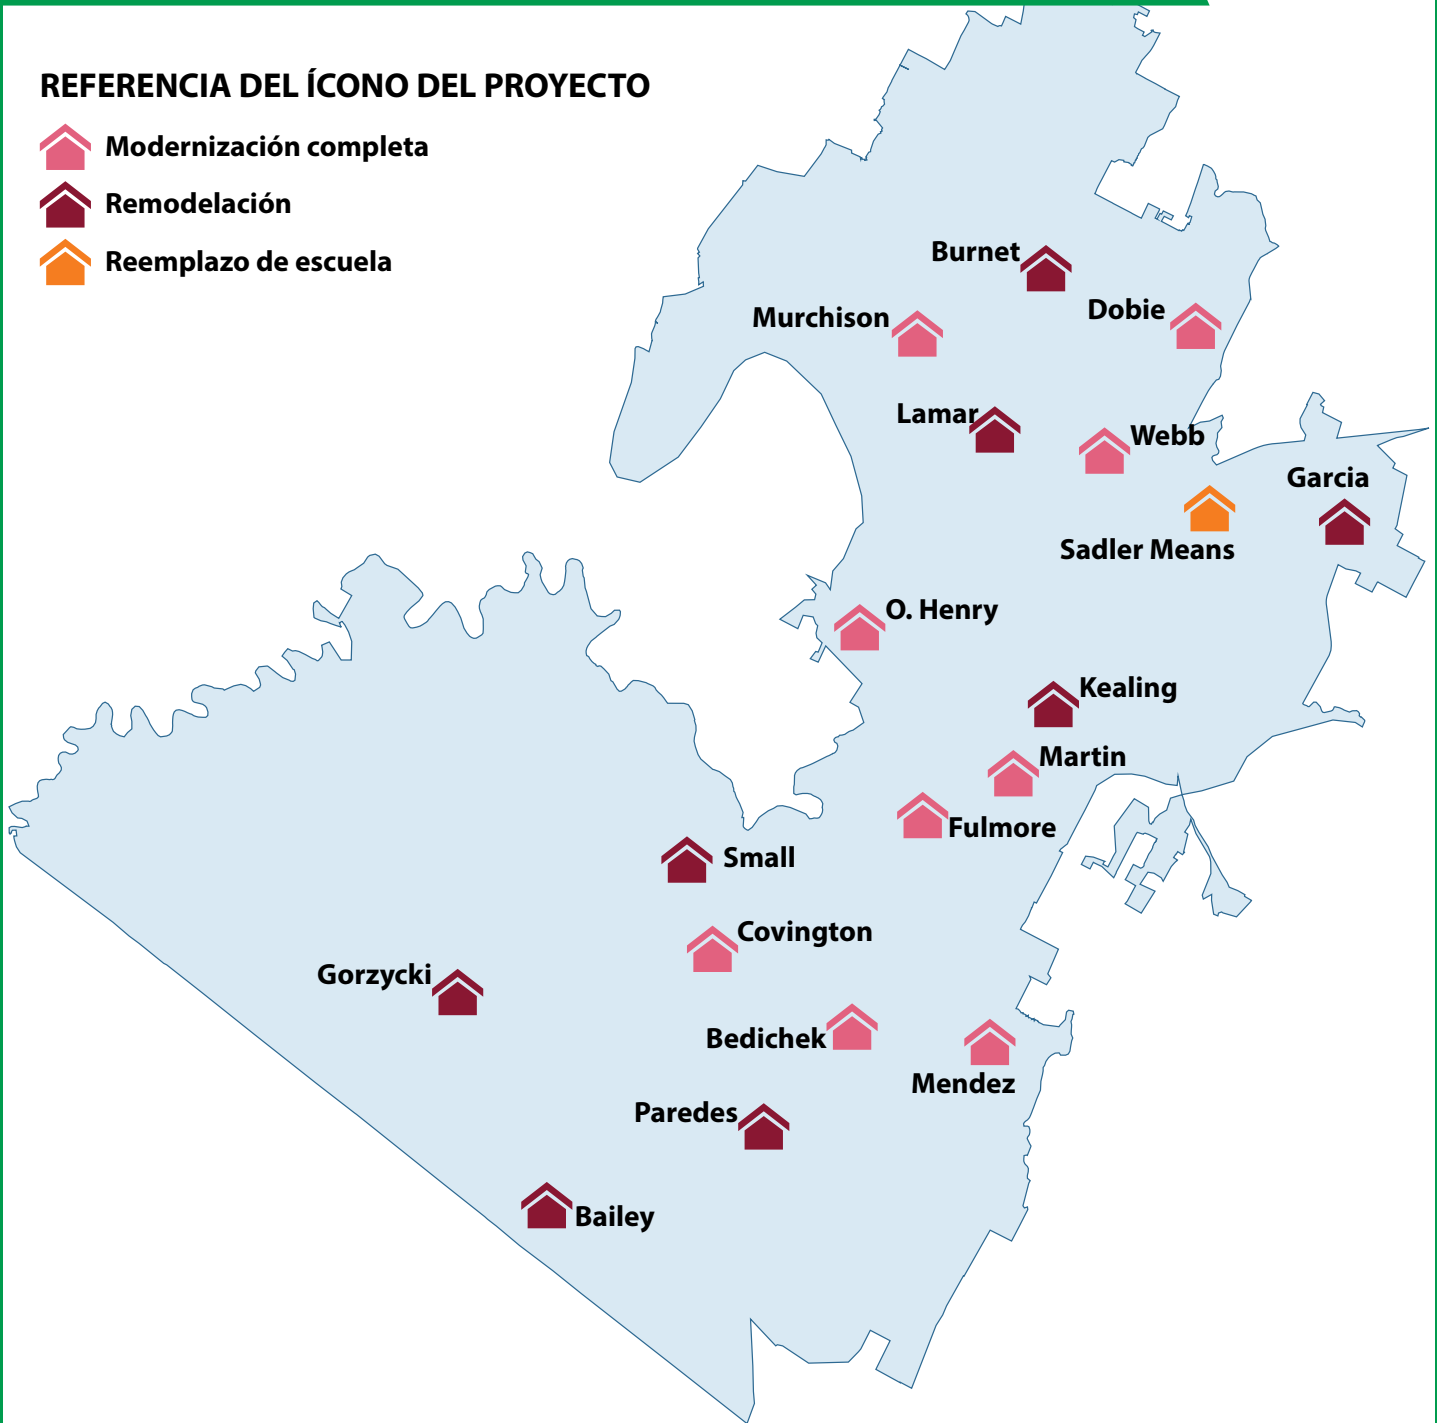 REFERENCIA DEL ÍCONO DEL PROYECTO
Modernización completa
Remodelación
Reemplazo de escuela
Burnet
Dobie
Murchison
Lamar
Webb
Garcia
Sadler Means
O. Henry
Kealing
Martin
Fulmore
Small
Covington
Gorzycki
Bedichek
Mendez
Paredes
Bailey